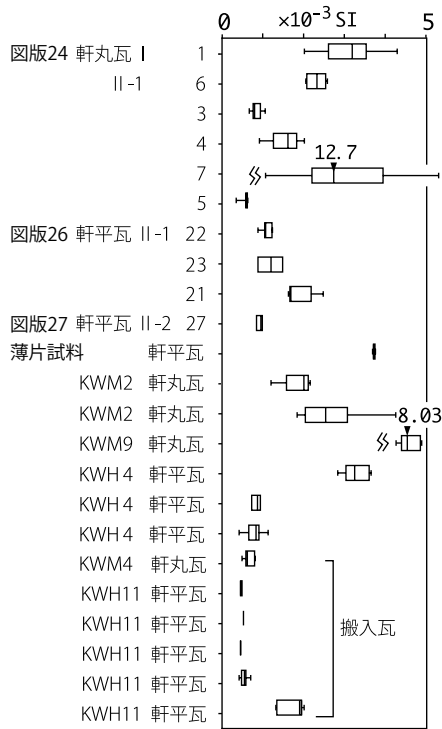 0 ×10⁻³ SI 5
図版24 軒丸瓦 I 1
II-1 6
3
4
12.7
7
5
図版26 軒平瓦 II-1 22
23
21
図版27 軒平瓦 II-2 27
薄片試料 軒平瓦
KWM2 軒丸瓦
KWM2 軒丸瓦
8.03
KWM9 軒丸瓦
KWH4 軒平瓦
KWH4 軒平瓦
KWH4 軒平瓦
KWM4 軒丸瓦
KWH11 軒平瓦
KWH11 軒平瓦
搬入瓦
KWH11 軒平瓦
KWH11 軒平瓦
KWH11 軒平瓦